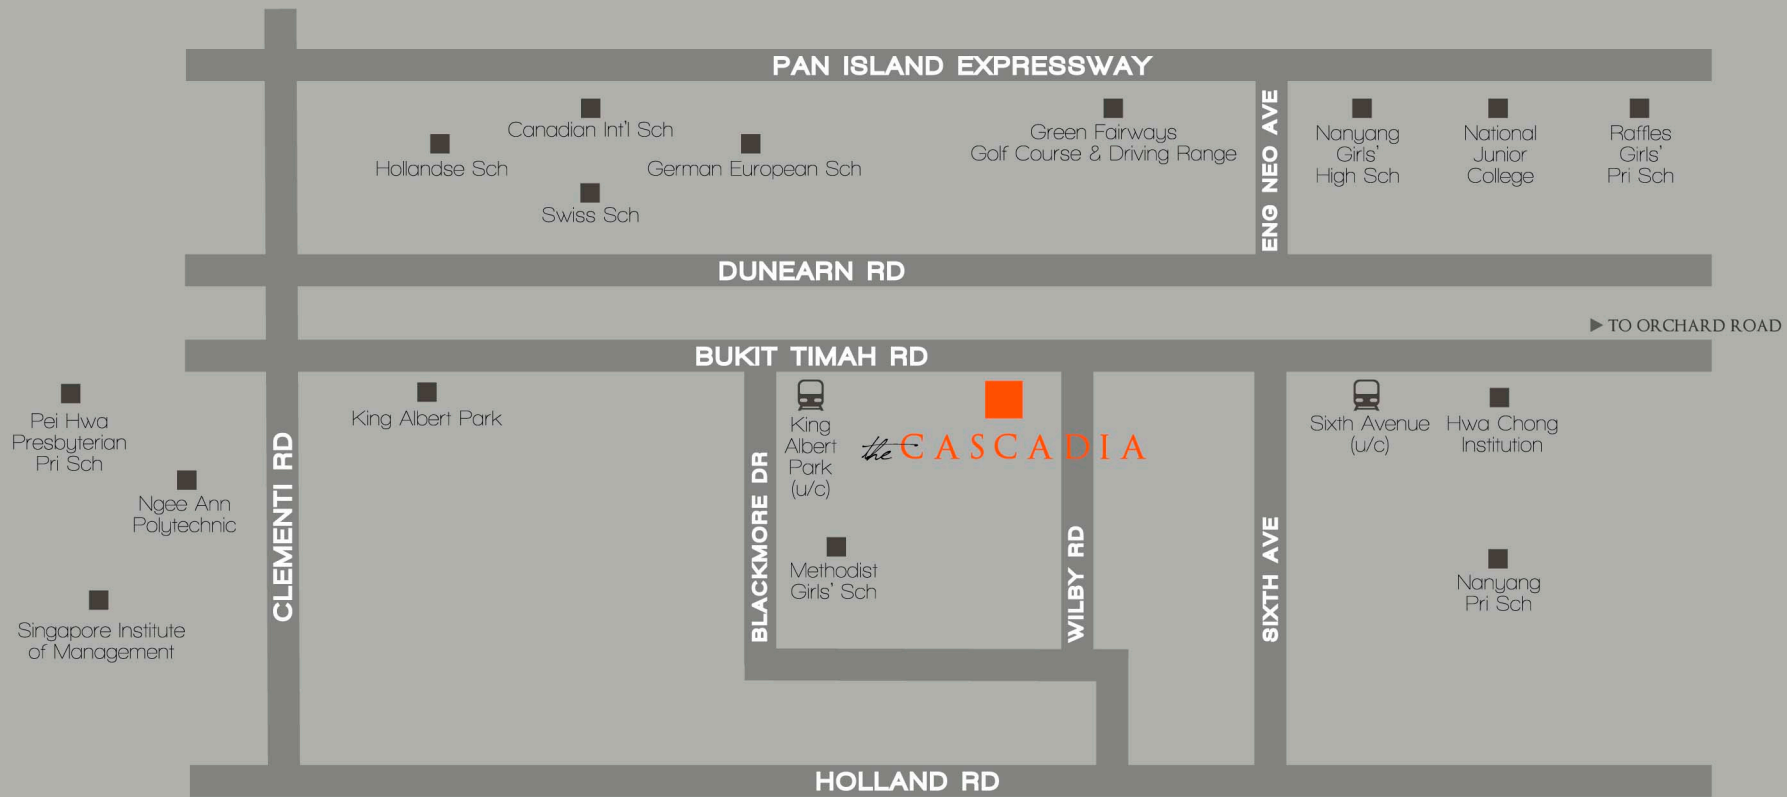 PAN ISLAND EXPRESSWAY
Canadian Int'l Sch
Hollandse Sch
German European Sch
Swiss Sch
Green Fairways
Golf Course & Driving Range
ENG NEO AVE
Nanyang
Girls'
High Sch
National
Junior
College
Raffles
Girls'
Pri Sch
DUNEARN RD
TO ORCHARD ROAD
BUKIT TIMAH RD
Pei Hwa
Presbyterian
Pri Sch
Ngee Ann
Polytechnic
Singapore Institute
of Management
CLEMENTI RD
King Albert Park
BLACKMORE DR
King
Albert
Park
(u/c)
the CASCADIA
Methodist
Girls' Sch
WILBY RD
SIXTH AVE
Sixth Avenue
(u/c)
Hwa Chong
Institution
Nanyang
Pri Sch
HOLLAND RD